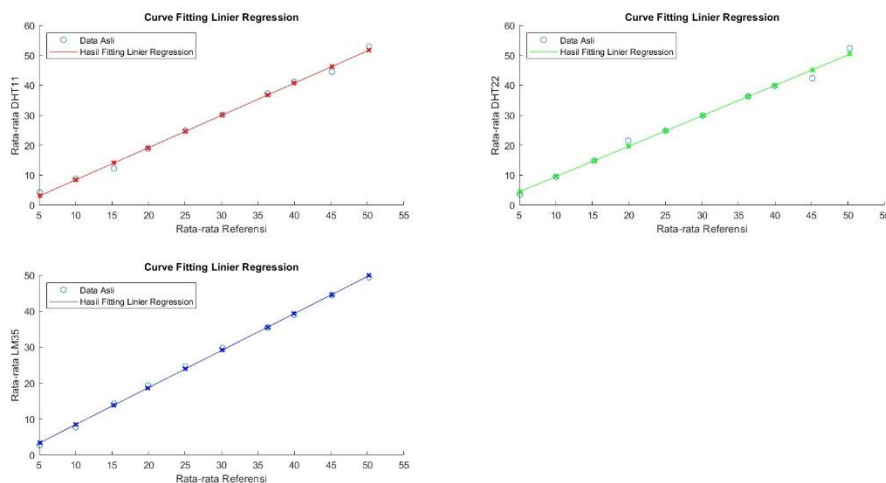 Curve Fitting Linier Regression
Data Asli
Hasil Fitting Linier Regression
Rata-rata DHT11
60
50
40
30
20
10
0
5 10 15 20 25 30 35 40 45 50 55
Rata-rata Referensi
Curve Fitting Linier Regression
Data Asli
Hasil Fitting Linier Regression
Rata-rata DHT22
60
50
40
30
20
10
0
5 10 15 20 25 30 35 40 45 50 55
Rata-rata Referensi
Curve Fitting Linier Regression
Data Asli
Hasil Fitting Linier Regression
Rata-rata LM35
50
40
30
20
10
0
5 10 15 20 25 30 35 40 45 50 55
Rata-rata Referensi